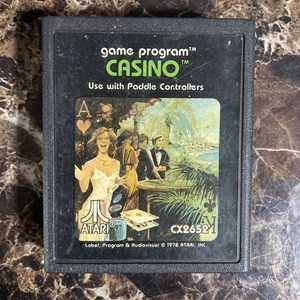 game program™
CASINO™
Use with Paddle Controllers
A
ATARI
CX2652
Label, Program & Audiovisual © 1978 ATARI, INC